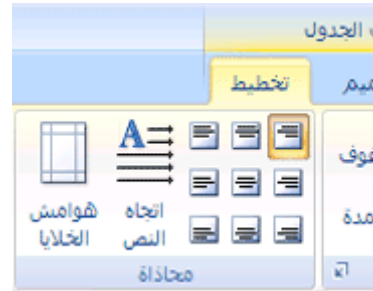 الجدول
تخطيط
اتجاه
النص
هوامش
الخلايا
محاذاة